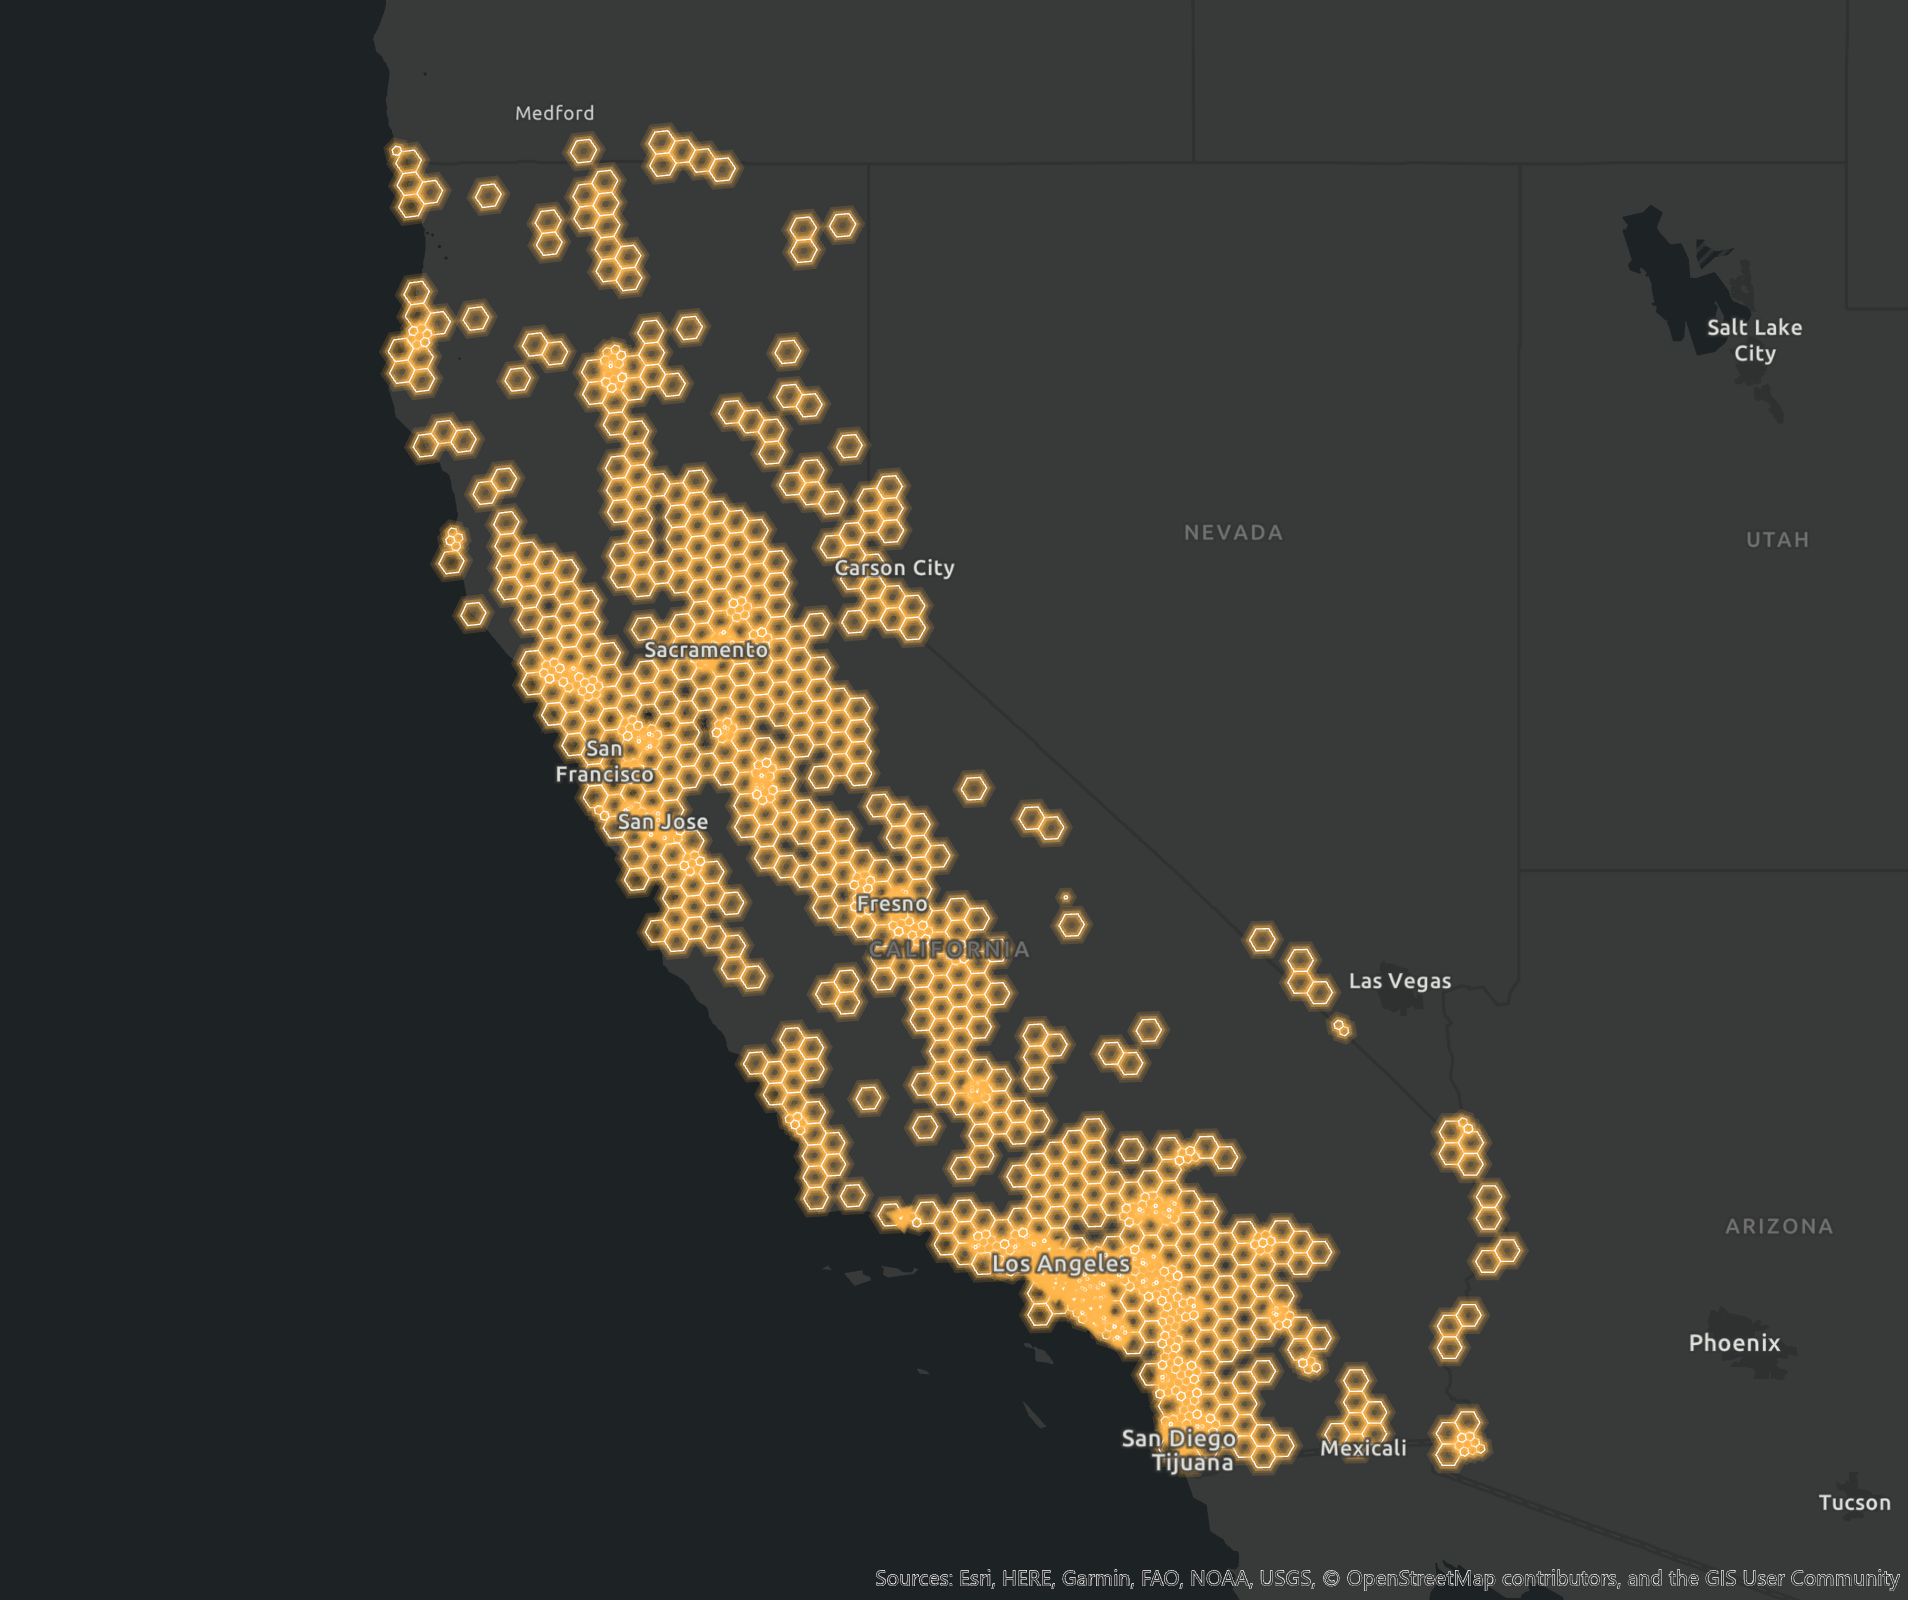 Medford
Salt Lake
City
NEVADA
UTAH
Carson City
Sacramento
San
Francisco
San Jose
Fresno
CALIFORNIA
Las Vegas
ARIZONA
Los Angeles
Phoenix
San Diego
Mexicali
Tijuana
Tucson
Sources: Esri, HERE, Garmin, FAO, NOAA, USGS, © OpenStreetMap contributors, and the GIS User Community